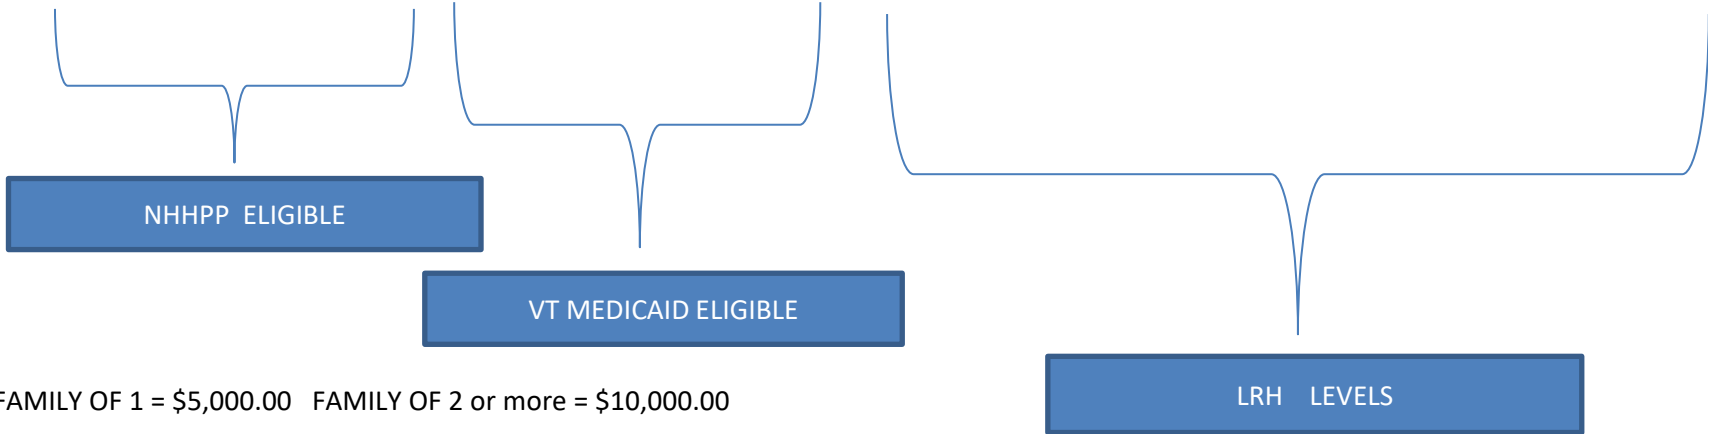 NHHPP ELIGIBLE
VT MEDICAID ELIGIBLE
FAMILY OF 1 = $5,000.00 FAMILY OF 2 or more = $10,000.00
LRH LEVELS